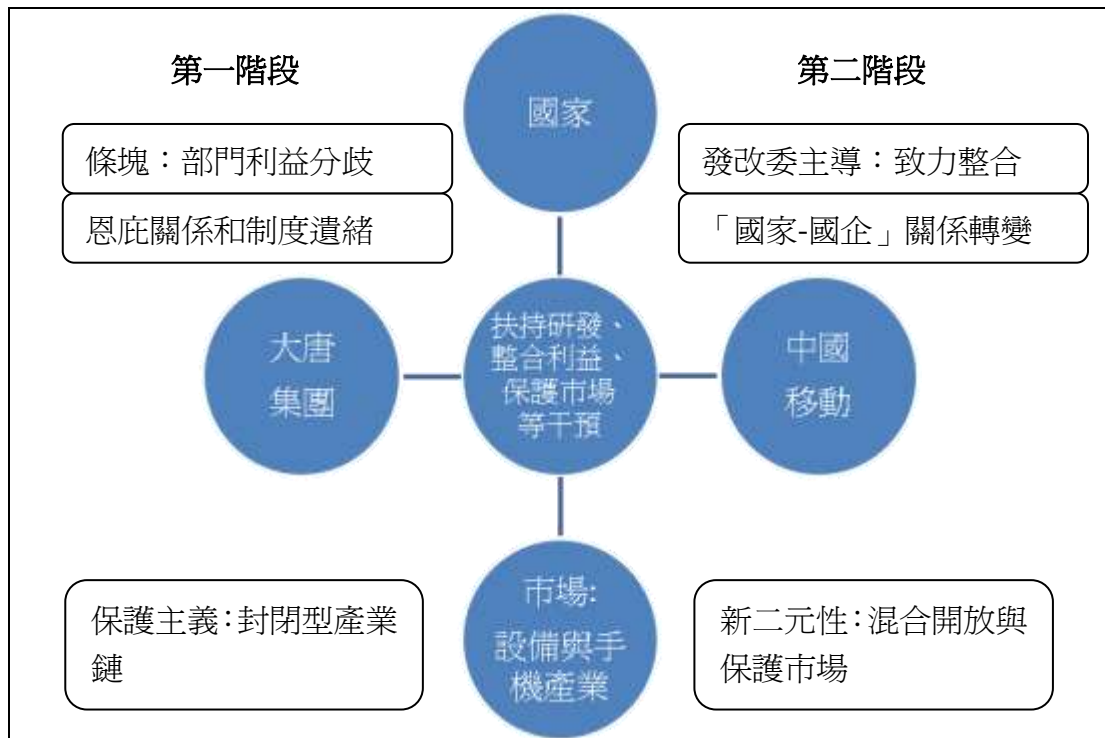 第一階段
第二階段
國家
條塊：部門利益分歧
恩庇關係和制度遺緒
發改委主導：致力整合
「國家-國企」關係轉變
大唐
集團
扶持研發、
整合利益、
保護市場
等干預
中國
移動
市場:
設備與手
機產業
保護主義：封閉型產業
鏈
新二元性：混合開放與
保護市場